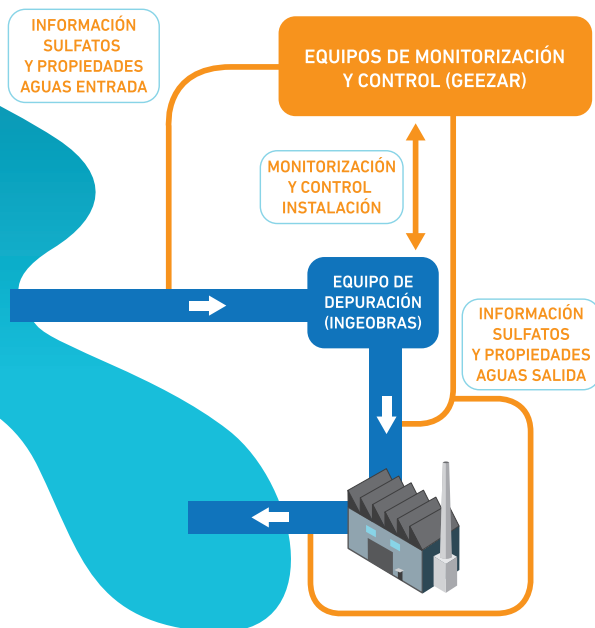 INFORMACIÓN
SULFATOS
Y PROPIEDADES
AGUAS ENTRADA
EQUIPOS DE MONITORIZACIÓN
Y CONTROL (GEEZAR)
MONITORIZACIÓN
Y CONTROL
INSTALACIÓN
EQUIPO DE
DEPURACIÓN
(INGEOBRAS)
INFORMACIÓN
SULFATOS
Y PROPIEDADES
AGUAS SALIDA